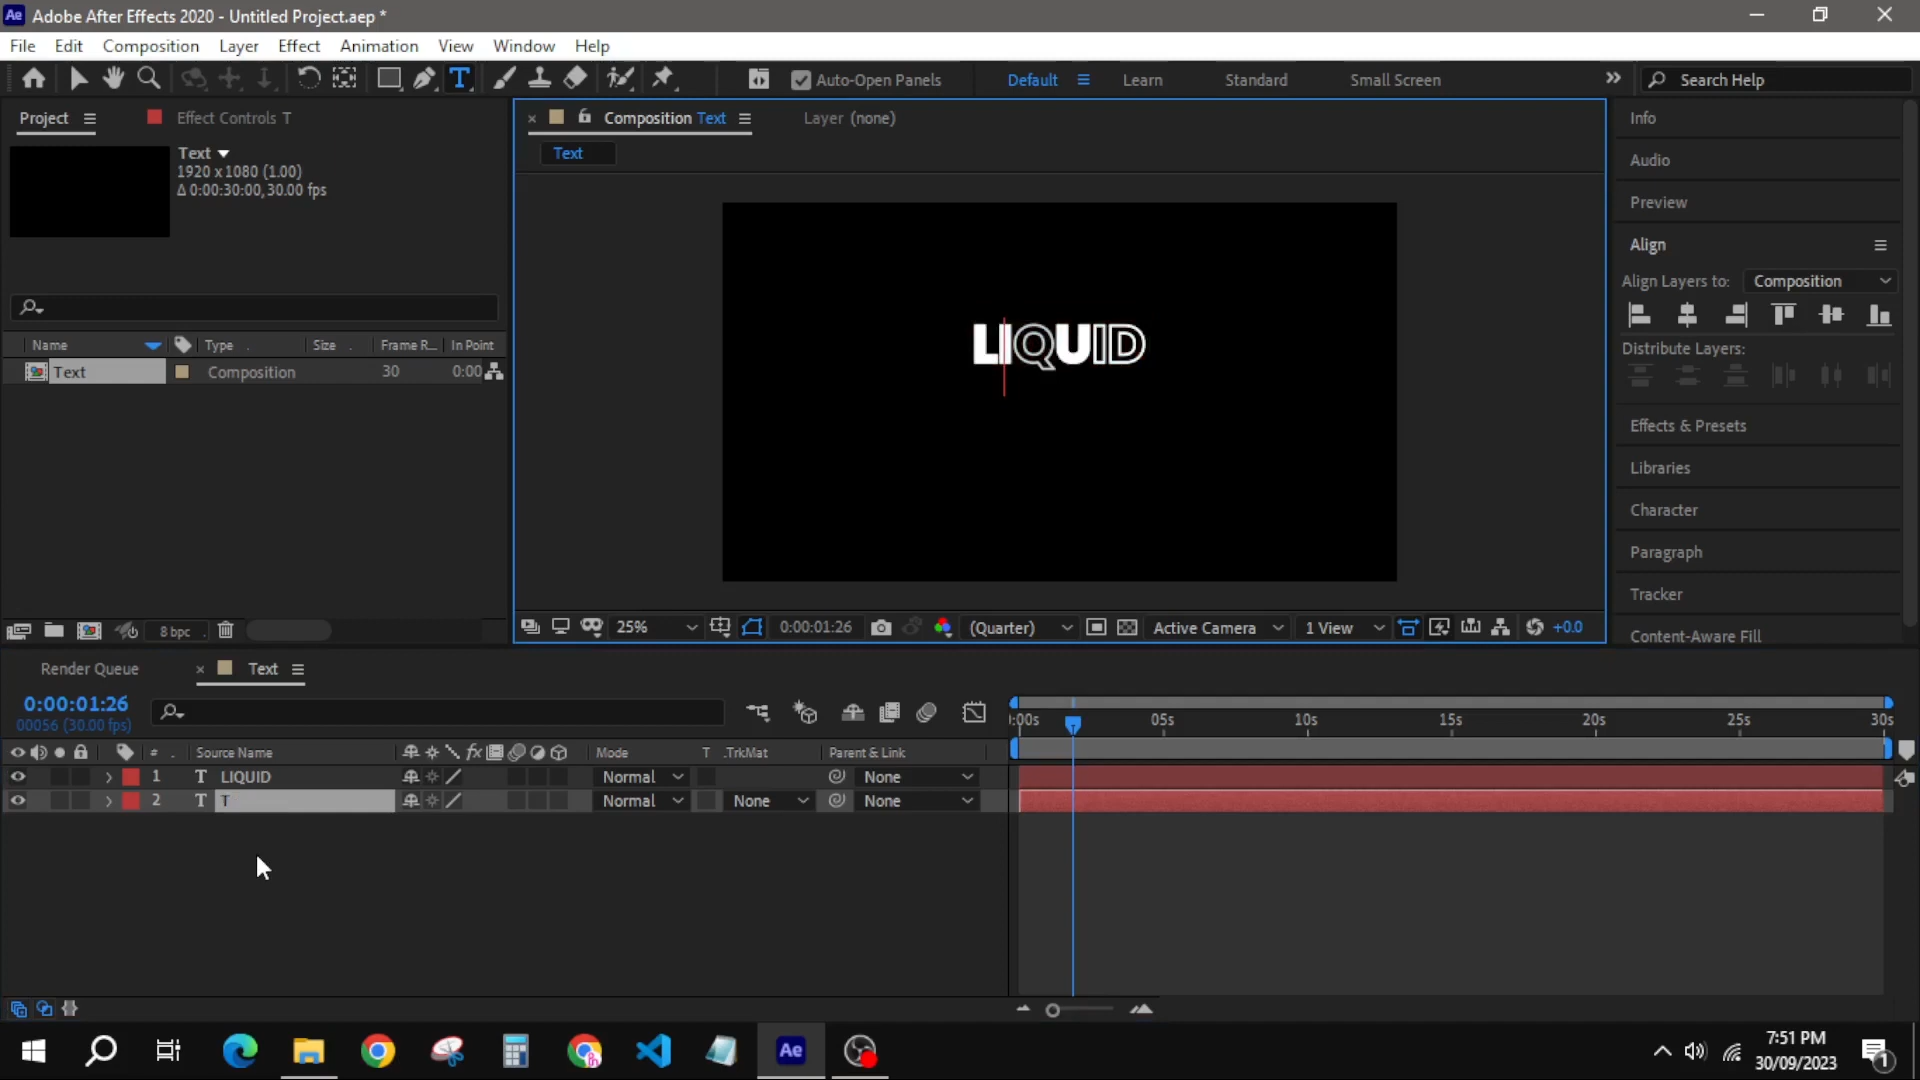 Ae Adobe After Effects 2020 - Untitled Project.aep *
File Edit Composition Layer Effect Animation View Window Help
T Auto-Open Panels Default Learn Standard Small Screen Search Help
Project Effect Controls T
Text
1920 x 1080 (1.00)
Δ 0:00:30:00, 30.00 fps
Name Type Size Frame R... In Point
Text Composition 30 0:00
8 bpc
Composition Text Layer (none)
Text
LIQUID
25% 0:00:01:26 (Quarter) Active Camera 1 View +0.0
Info
Audio
Preview
Align
Align Layers to: Composition
Distribute Layers:
Effects & Presets
Libraries
Character
Paragraph
Tracker
Content-Aware Fill
Render Queue Text
0:00:01:26
00056 (30.00 fps)
# Source Name fx Mode T .TrkMat Parent & Link
1 T LIQUID Normal None
2 T T Normal None None
):00s 05s 10s 15s 20s 25s 30s
Ae
7:51 PM
30/09/2023
1